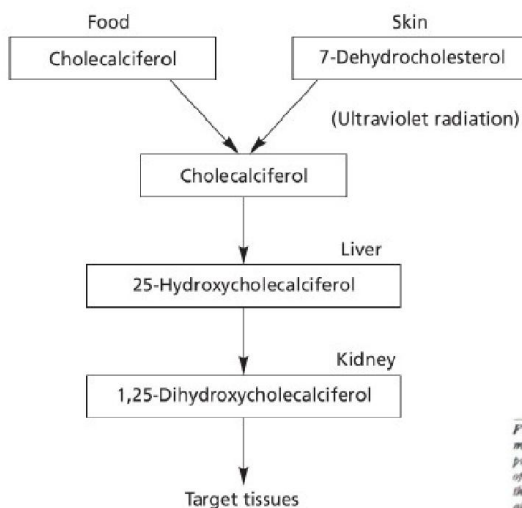 Food
Skin
Cholecalciferol
7-Dehydrocholesterol
(Ultraviolet radiation)
Cholecalciferol
Liver
25-Hydroxycholecalciferol
Kidney
1,25-Dihydroxycholecalciferol
Target tissues